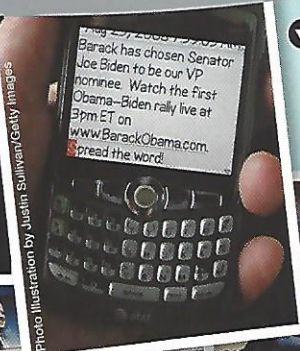 Barack has chosen Senator
Joe Biden to be our VP
nominee. Watch the first
Obama-Biden rally live at
3pm ET on
www.BarackObama.com.
Spread the word!
at&t
Photo Illustration by Justin Sullivan/Getty Images